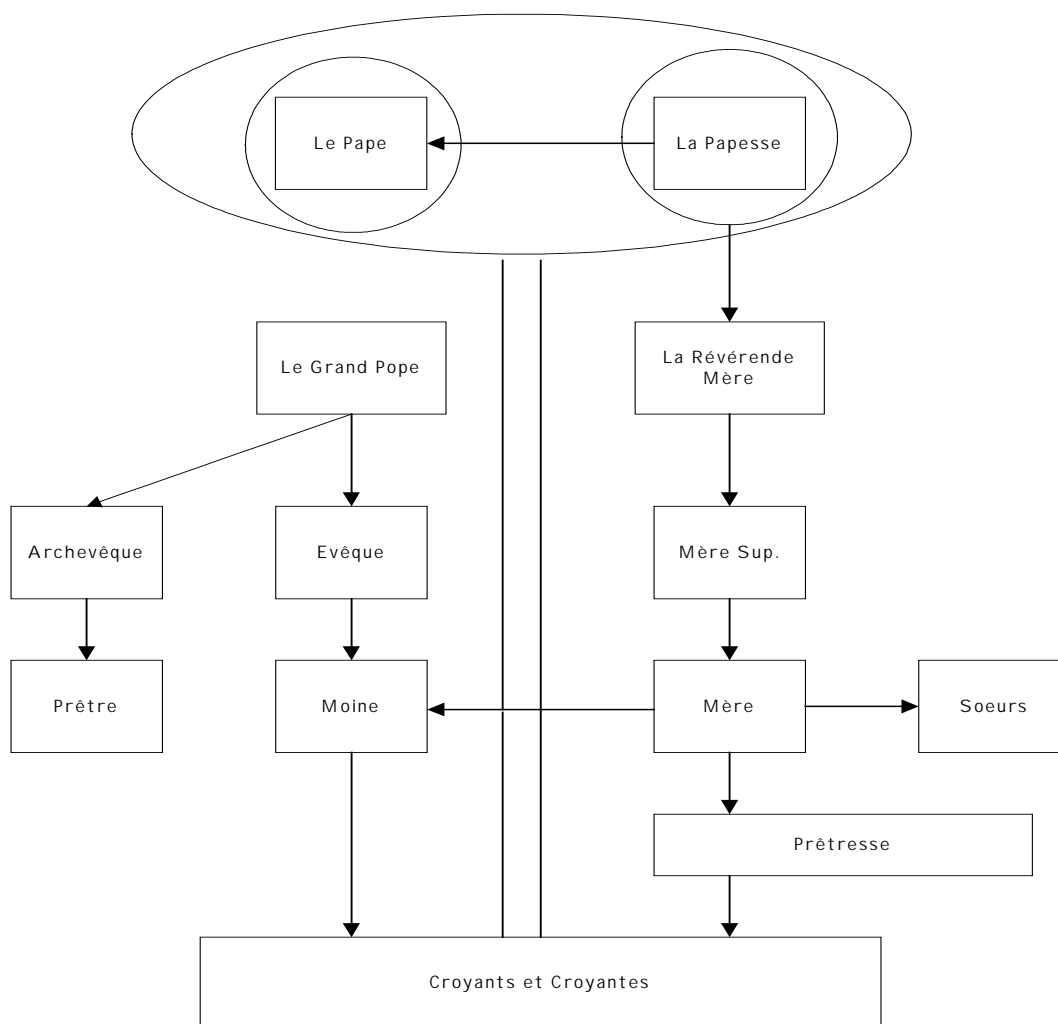 Le Pape
La Papesse
Le Grand Pope
La Révérende
Mère
Archevêque
Evêque
Mère Sup.
Prêtre
Moine
Mère
Soeurs
Prêtresse
Croyants et Croyantes